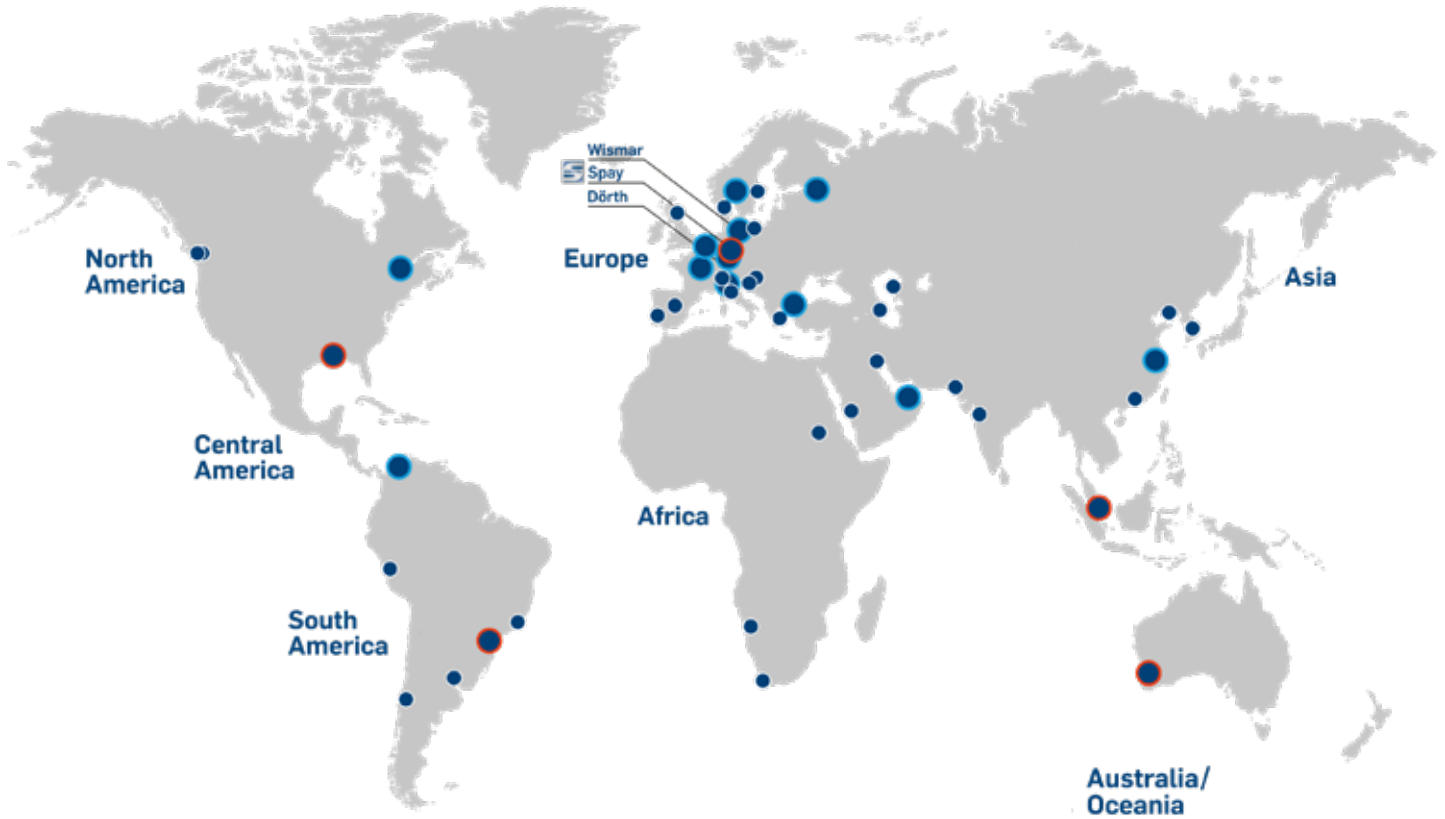 Wismar
Spay
Dörth
North
America
Europe
Asia
Central
America
Africa
South
America
Australia/
Oceania